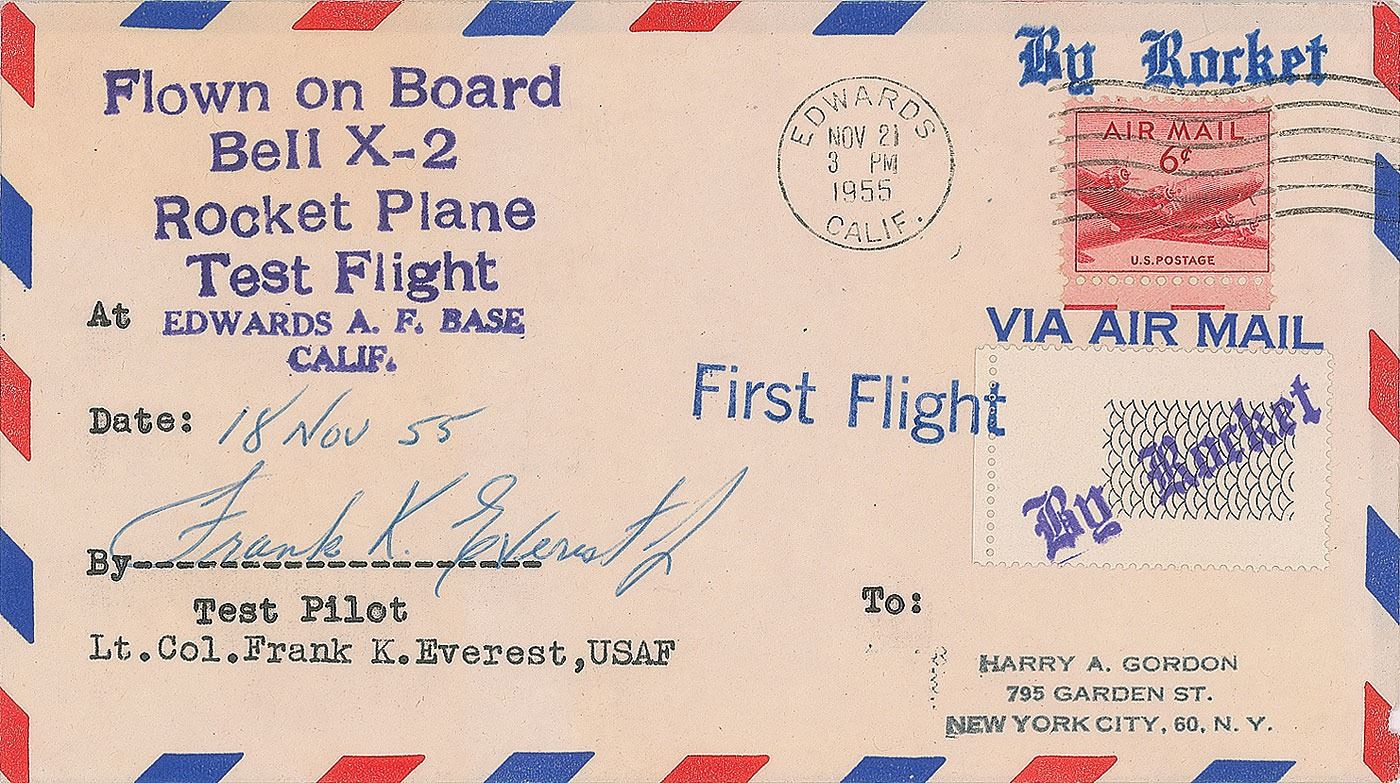 Flown on Board
Bell X-2
Rocket Plane
Test Flight
At EDWARDS A. F. BASE
CALIF.
Date: 18 Nov 55
Frank K. Everest Jr
By--------------------
Test Pilot
Lt.Col.Frank K.Everest,USAF
EDWARDS
NOV 21
3 PM
1955
CALIF.
By Rocket
AIR MAIL
6¢
U.S. POSTAGE
VIA AIR MAIL
First Flight
By Rocket
To:
HARRY A. GORDON
795 GARDEN ST.
NEW YORK CITY, 60, N. Y.